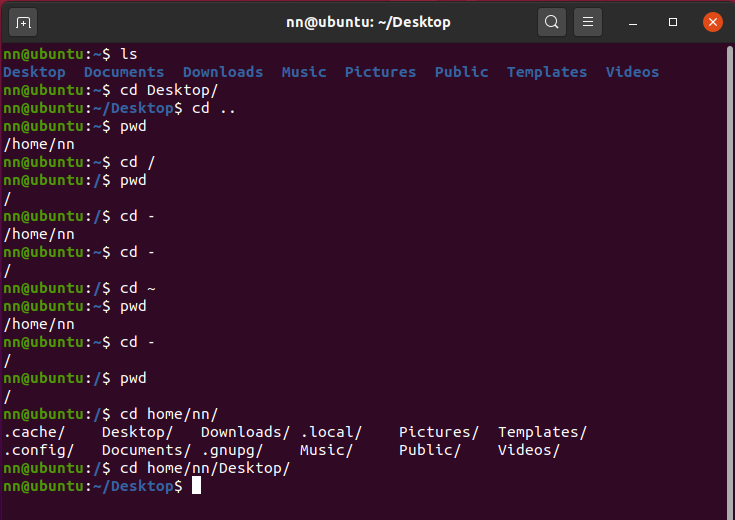 nn@ubuntu: ~/Desktop
nn@ubuntu:~$ ls
Desktop  Documents  Downloads  Music  Pictures  Public  Templates  Videos
nn@ubuntu:~$ cd Desktop/
nn@ubuntu:~/Desktop$ cd ..
nn@ubuntu:~$ pwd
/home/nn
nn@ubuntu:~$ cd /
nn@ubuntu:/$ pwd
/
nn@ubuntu:/$ cd -
/home/nn
nn@ubuntu:~$ cd -
/
nn@ubuntu:/$ cd ~
nn@ubuntu:~$ pwd
/home/nn
nn@ubuntu:~$ cd -
/
nn@ubuntu:/$ pwd
/
nn@ubuntu:/$ cd home/nn/
.cache/    Desktop/   Downloads/ .local/    Pictures/  Templates/
.config/   Documents/ .gnupg/    Music/     Public/    Videos/
nn@ubuntu:/$ cd home/nn/Desktop/
nn@ubuntu:~/Desktop$